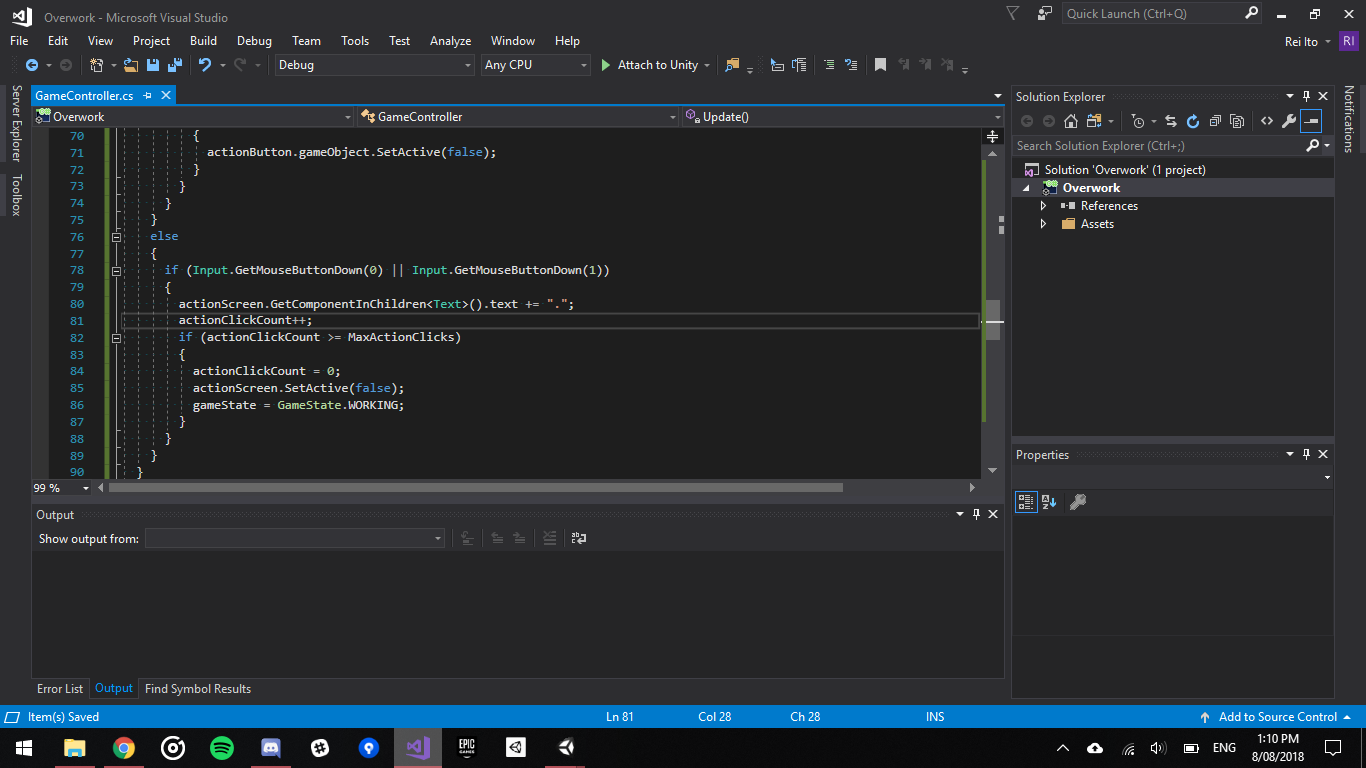 Overwork - Microsoft Visual Studio
Quick Launch (Ctrl+Q)
File Edit View Project Build Debug Team Tools Test Analyze Window Help
Rei Ito RI
Debug Any CPU Attach to Unity
Server Explorer
Toolbox
GameController.cs
Overwork GameController Update()
70 {
71 actionButton.gameObject.SetActive(false);
72 }
73 }
74 }
75 }
76 else
77 {
78 if (Input.GetMouseButtonDown(0) || Input.GetMouseButtonDown(1))
79 {
80 actionScreen.GetComponentInChildren<Text>().text += ".";
81 actionClickCount++;
82 if (actionClickCount >= MaxActionClicks)
83 {
84 actionClickCount = 0;
85 actionScreen.SetActive(false);
86 gameState = GameState.WORKING;
87 }
88 }
89 }
90 }
99 %
Output
Show output from:
Error List Output Find Symbol Results
Solution Explorer
Search Solution Explorer (Ctrl+;)
Solution 'Overwork' (1 project)
Overwork
References
Assets
Properties
Notifications
Item(s) Saved Ln 81 Col 28 Ch 28 INS Add to Source Control
EPIC
GAMES
ENG
1:10 PM
8/08/2018